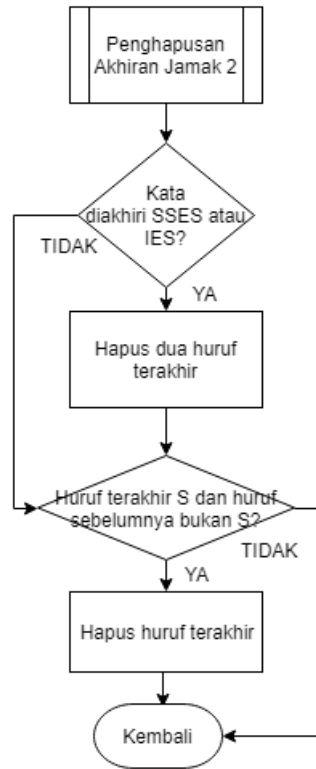 Penghapusan
Akhiran Jamak 2
Kata
diakhiri SSES atau
IES?
TIDAK
YA
Hapus dua huruf
terakhir
Huruf terakhir S dan huruf
sebelumnya bukan S?
TIDAK
YA
Hapus huruf terakhir
Kembali